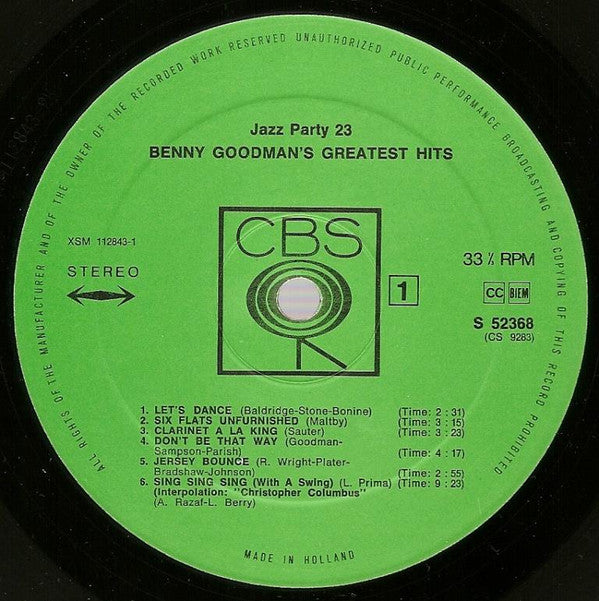 ALL RIGHTS OF THE MANUFACTURER AND OF THE OWNER OF THE RECORDED WORK RESERVED UNAUTHORIZED PUBLIC PERFORMANCE BROADCASTING AND COPYING OF THIS RECORD PROHIBITED
Jazz Party 23
BENNY GOODMAN'S GREATEST HITS
CBS
XSM 112843-1
STEREO
33⅓ RPM
1
CC BIEM
S 52368
(CS 9283)
1. LET'S DANCE (Baldridge-Stone-Bonine) (Time: 2 : 31)
2. SIX FLATS UNFURNISHED (Maltby) (Time: 3 : 15)
3. CLARINET A LA KING (Sauter) (Time: 3 : 23)
4. DON'T BE THAT WAY (Goodman-
Sampson-Parish) (Time: 4 : 17)
5. JERSEY BOUNCE (R. Wright-Plater-
Bradshaw-Johnson) (Time: 2 : 55)
6. SING SING SING (With A Swing) (L. Prima) (Time: 9 : 23)
(Interpolation: "Christopher Columbus"
(A. Razaf-L. Berry)
MADE IN HOLLAND